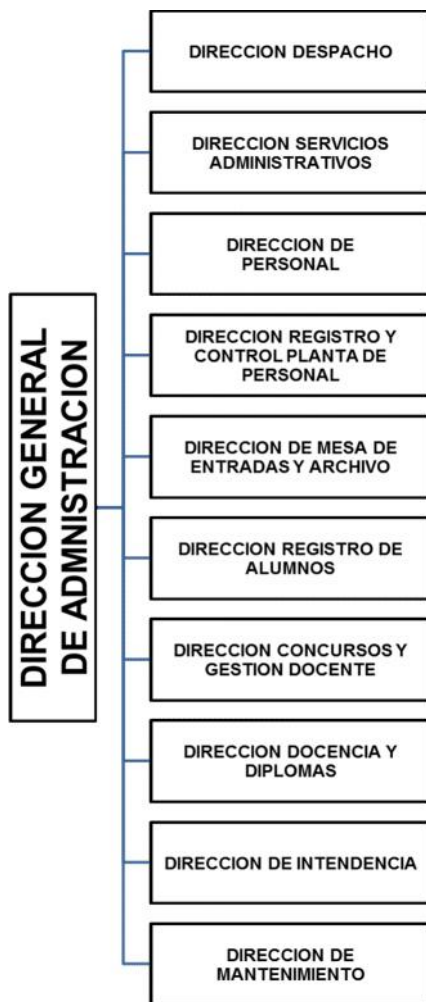 DIRECCION GENERAL
DE ADMNISTRACION
DIRECCION DESPACHO
DIRECCION SERVICIOS
ADMINISTRATIVOS
DIRECCION DE
PERSONAL
DIRECCION REGISTRO Y
CONTROL PLANTA DE
PERSONAL
DIRECCION DE MESA DE
ENTRADAS Y ARCHIVO
DIRECCION REGISTRO DE
ALUMNOS
DIRECCION CONCURSOS Y
GESTION DOCENTE
DIRECCION DOCENCIA Y
DIPLOMAS
DIRECCION DE INTENDENCIA
DIRECCION DE
MANTENIMIENTO